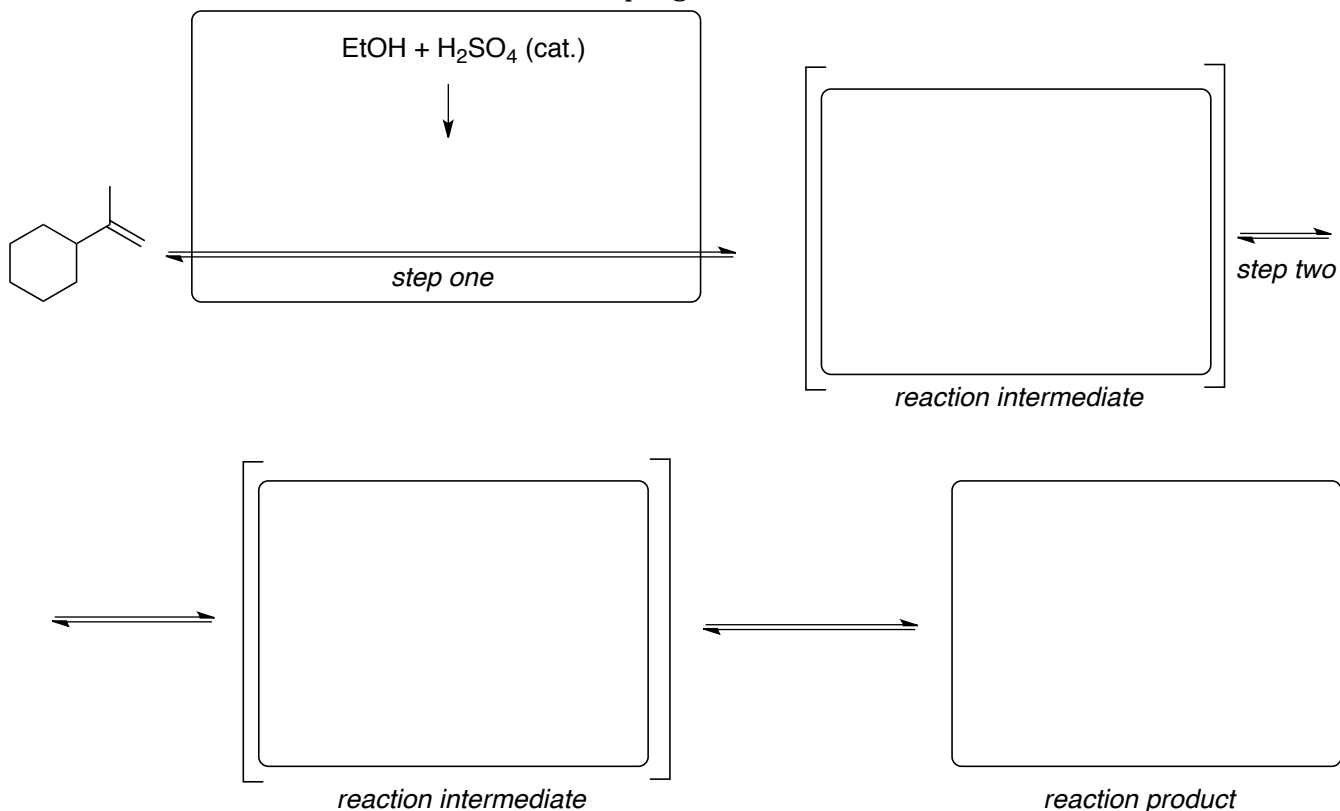 EtOH + H₂SO₄ (cat.)
step one
step two
reaction intermediate
reaction intermediate
reaction product